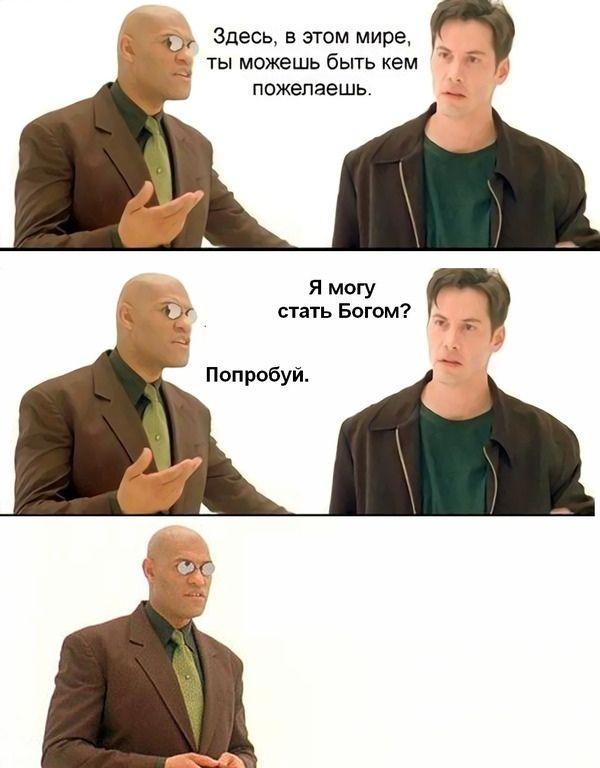 Здесь, в этом мире,
ты можешь быть кем
пожелаешь.
Я могу
стать Богом?
Попробуй.